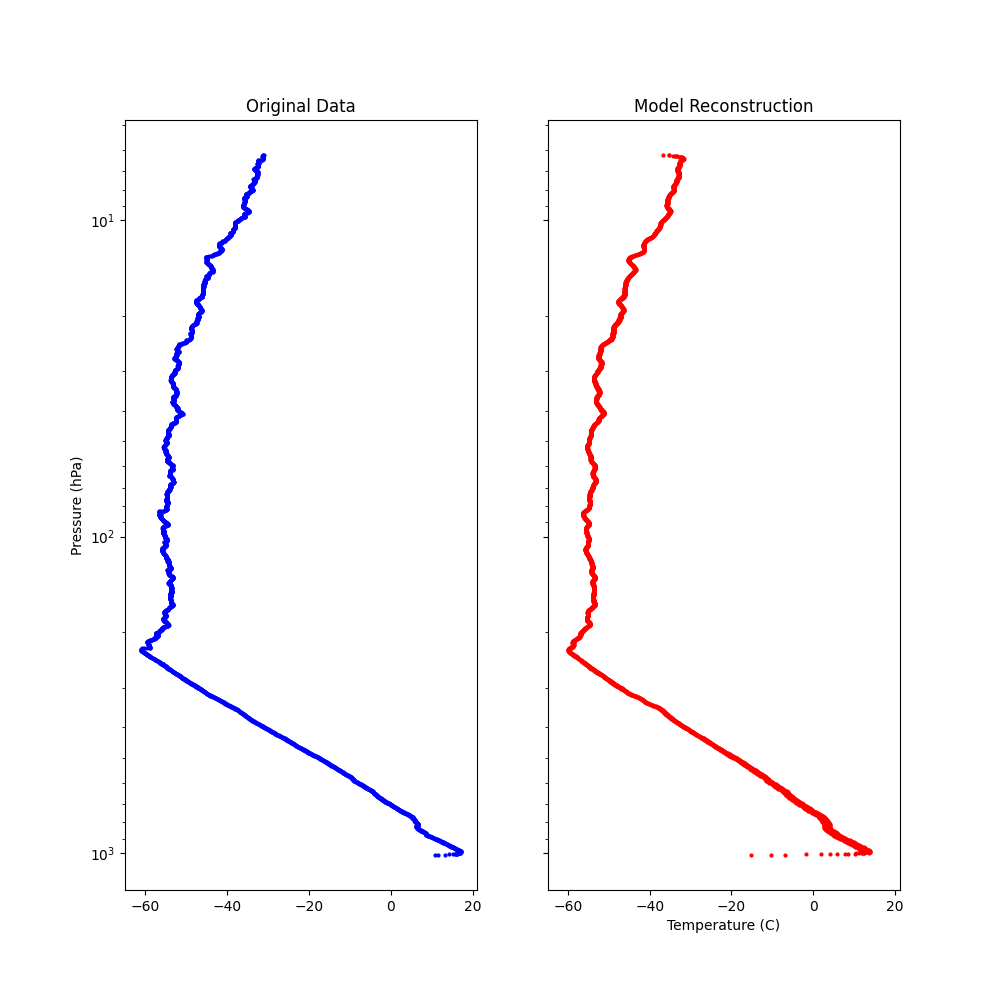 Original Data
Model Reconstruction
10¹
10²
10³
Pressure (hPa)
−60 −40 −20 0 20
−60 −40 −20 0 20
Temperature (C)